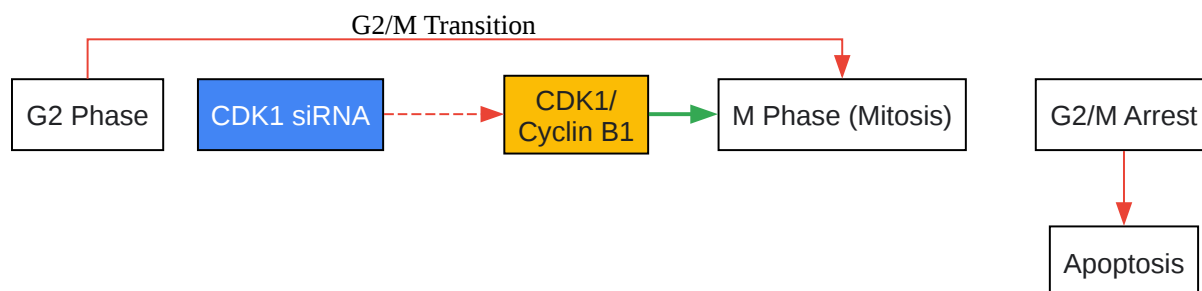 G2/M Transition
G2 Phase
CDK1 siRNA
CDK1/
Cyclin B1
M Phase (Mitosis)
G2/M Arrest
Apoptosis